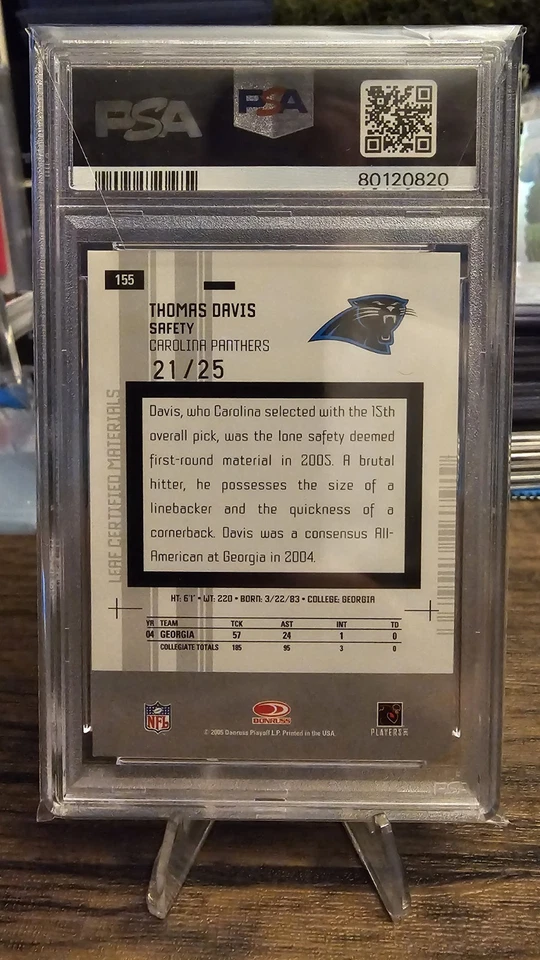 PSA
PSA
80120820
155
THOMAS DAVIS
SAFETY
CAROLINA PANTHERS
21/25
LEAF CERTIFIED MATERIALS
Davis, who Carolina selected with the 15th
overall pick, was the lone safety deemed
first-round material in 2005. A brutal
hitter, he possesses the size of a
linebacker and the quickness of a
cornerback. Davis was a consensus All-
American at Georgia in 2004.
HT: 6'1" • WT: 220 • BORN: 3/22/83 • COLLEGE: GEORGIA
YR TEAM TCK AST INT TD
04 GEORGIA 57 24 1 0
COLLEGIATE TOTALS 185 95 3 0
NFL
DONRUSS
PLAYERS INC
© 2005 Donruss Playoff L.P. Printed in the USA.